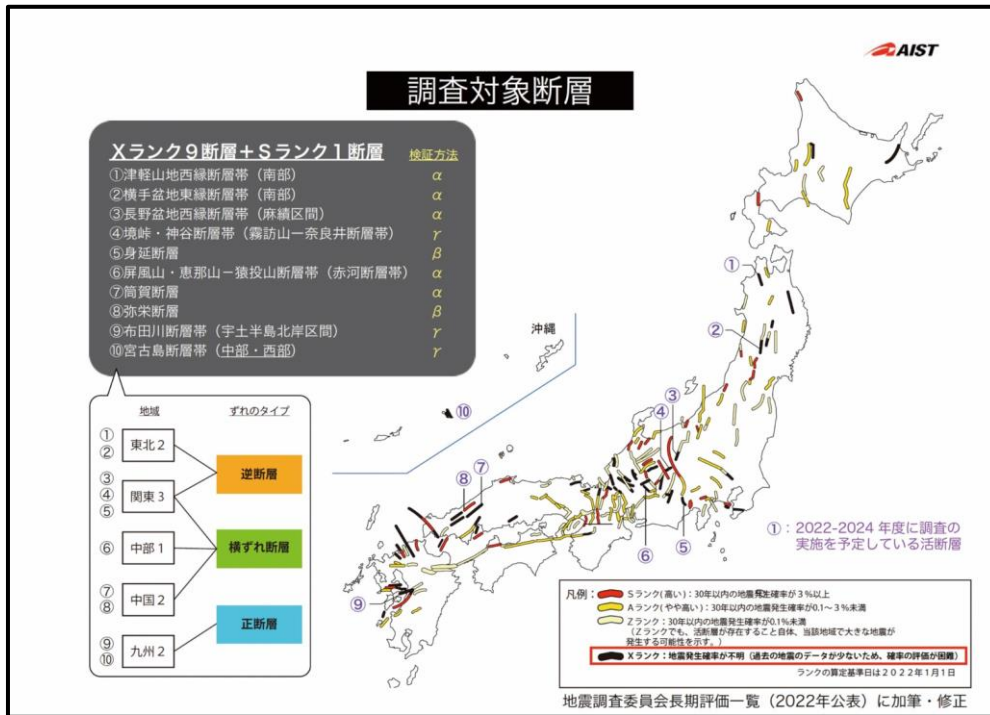 AIST
調査対象断層
Xランク9断層+Sランク1断層 検証方法
①津軽山地西縁断層帯(南部) α
②横手盆地東縁断層帯(南部) α
③長野盆地西縁断層帯(麻績区間) α
④境峠・神谷断層帯(霧訪山ー奈良井断層帯) γ
⑤身延断層 β
⑥屏風山・恵那山ー猿投山断層帯(赤河断層帯) α
⑦筒賀断層 α
⑧弥栄断層 β
⑨布田川断層帯(宇土半島北岸区間) γ
⑩宮古島断層帯(中部・西部) γ
地域 ずれのタイプ
①
② 東北2
逆断層
③
④ 関東3
⑤
⑥ 中部1
横ずれ断層
⑦
⑧ 中国2
正断層
⑨
⑩ 九州2
沖縄
①
②
③
④
⑩
⑦
⑧
⑥
⑤
⑨
①:2022-2024年度に調査の
実施を予定している活断層
凡例:
Sランク(高い):30年以内の地震発生確率が3%以上
Aランク(やや高い):30年以内の地震発生確率が0.1~3%未満
Zランク:30年以内の地震発生確率が0.1%未満
(Zランクでも、活断層が存在すること自体、当該地域で大きな地震が
発生する可能性を示す。)
Xランク:地震発生確率が不明(過去の地震のデータが少ないため、確率の評価が困難)
ランクの算定基準日は2022年1月1日
地震調査委員会長期評価一覧(2022年公表)に加筆・修正